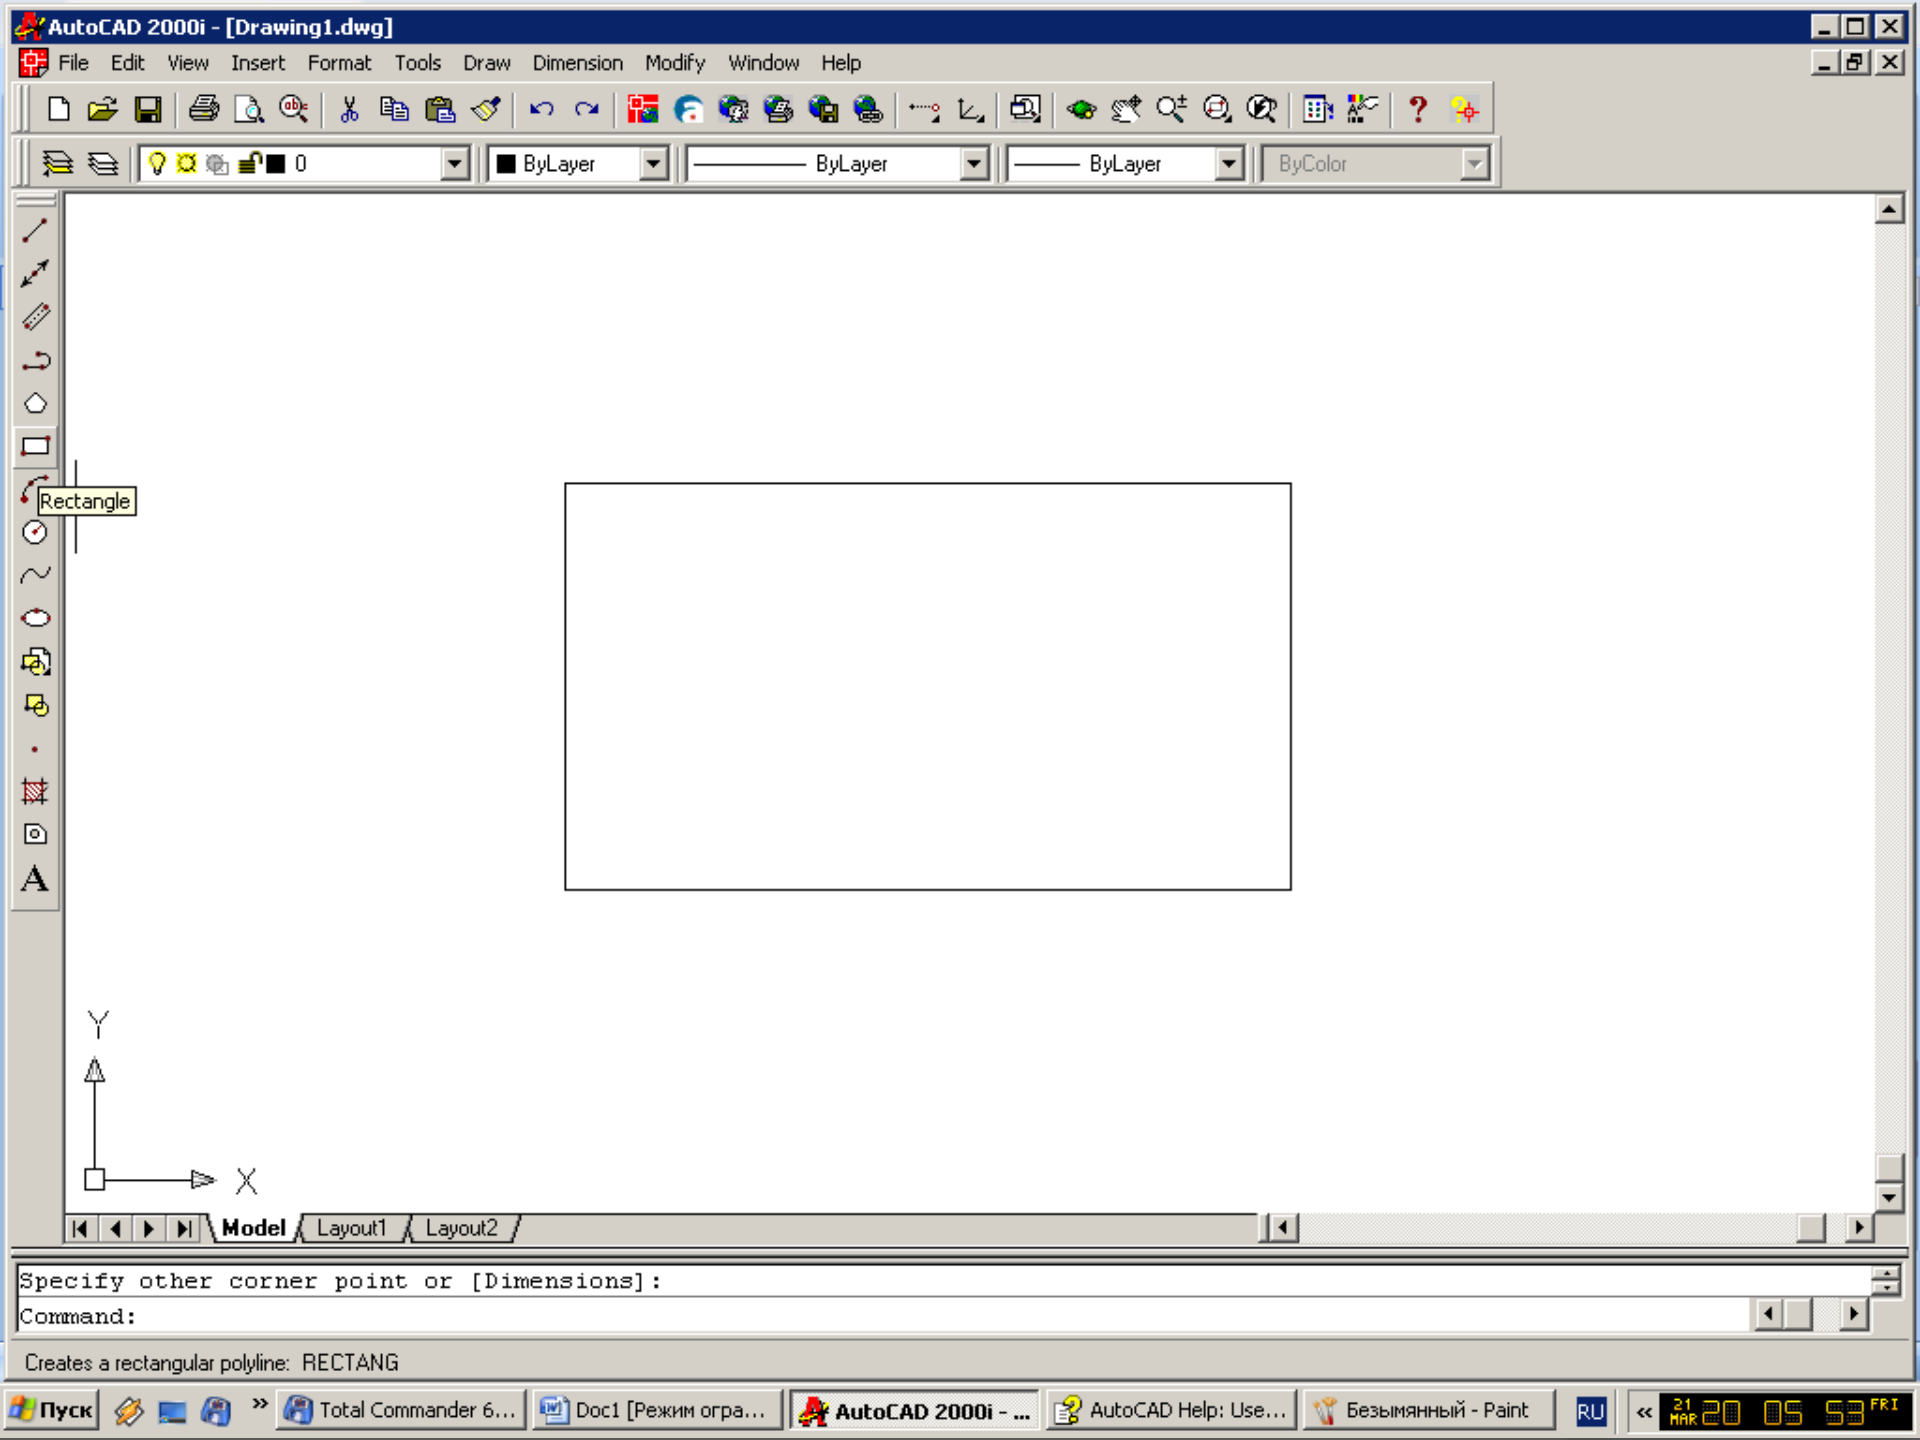 AutoCAD 2000i - [Drawing1.dwg]
File Edit View Insert Format Tools Draw Dimension Modify Window Help
0 ByLayer ByLayer ByLayer ByColor
Rectangle
A
Y
X
Model Layout1 Layout2
Specify other corner point or [Dimensions]:
Command:
Creates a rectangular polyline: RECTANG
Пуск » Total Commander 6... Doc1 [Режим огра... AutoCAD 2000i - ... AutoCAD Help: Use... Безымянный - Paint RU « 21 MAR 20 05 53 FRI